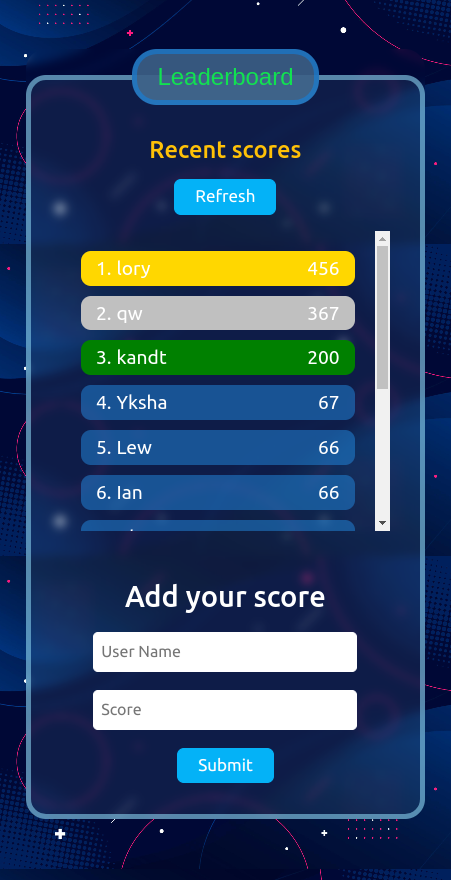 Leaderboard
Recent scores
Refresh
1. lory 456
2. qw 367
3. kandt 200
4. Yksha 67
5. Lew 66
6. Ian 66
Add your score
User Name
Score
Submit